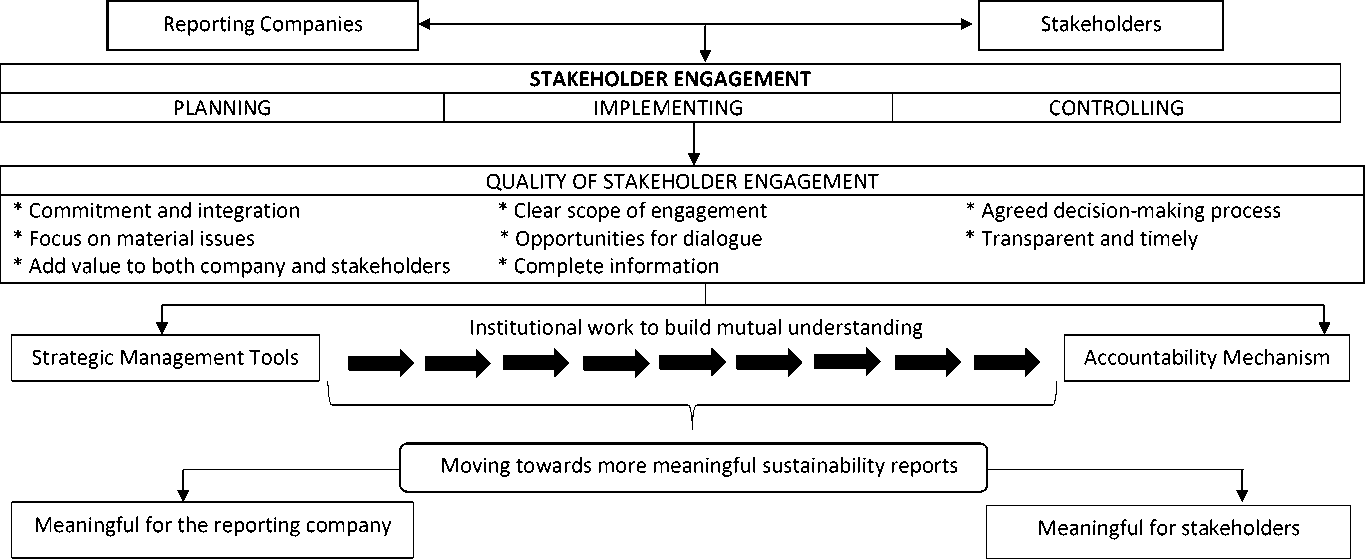 Reporting Companies
Stakeholders
STAKEHOLDER ENGAGEMENT
PLANNING
IMPLEMENTING
CONTROLLING
QUALITY OF STAKEHOLDER ENGAGEMENT
* Commitment and integration
* Focus on material issues
* Add value to both company and stakeholders
* Clear scope of engagement
* Opportunities for dialogue
* Complete information
* Agreed decision-making process
* Transparent and timely
Institutional work to build mutual understanding
Strategic Management Tools
Accountability Mechanism
Moving towards more meaningful sustainability reports
Meaningful for the reporting company
Meaningful for stakeholders